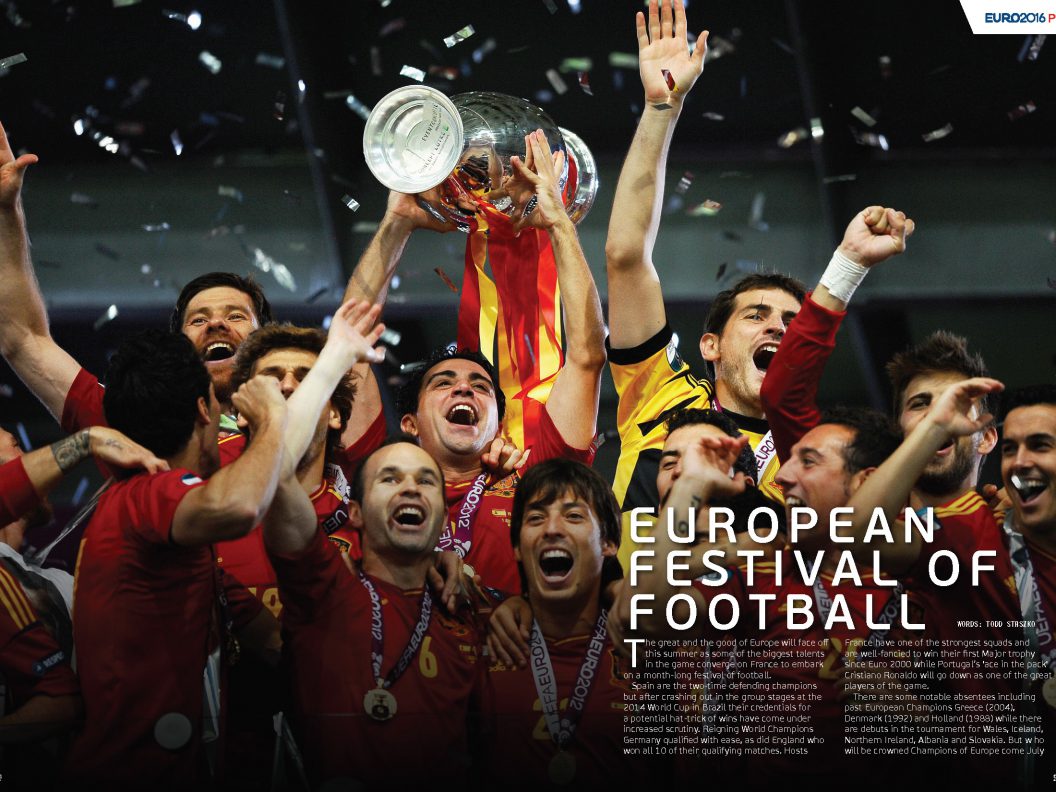 EURO2016 P
EUROPEAN
FESTIVAL OF
FOOTBALL
WORDS: TODD STASZKO
The great and the good of Europe will face off
this summer as some of the biggest talents
in the game converge on France to embark
on a month-long festival of football.
Spain are the two-time defending champions
but after crashing out in the group stages at the
2014 World Cup in Brazil their credentials for
a potential hat-trick of wins have come under
increased scrutiny. Reigning World Champions
Germany qualified with ease, as did England who
won all 10 of their qualifying matches. Hosts
France have one of the strongest squads and
are well-fancied to win their first Major trophy
since Euro 2000 while Portugal's 'ace in the pack'
Cristiano Ronaldo will go down as one of the great
players of the game.
There are some notable absentees including
past European Champions Greece (2004),
Denmark (1992) and Holland (1988) while there
are debuts in the tournament for Wales, Iceland,
Northern Ireland, Albania and Slovakia. But who
will be crowned Champions of Europe come July
UEFA EURO2012
UEFA EURO2012
UEFA EURO2012
6
RESPECT